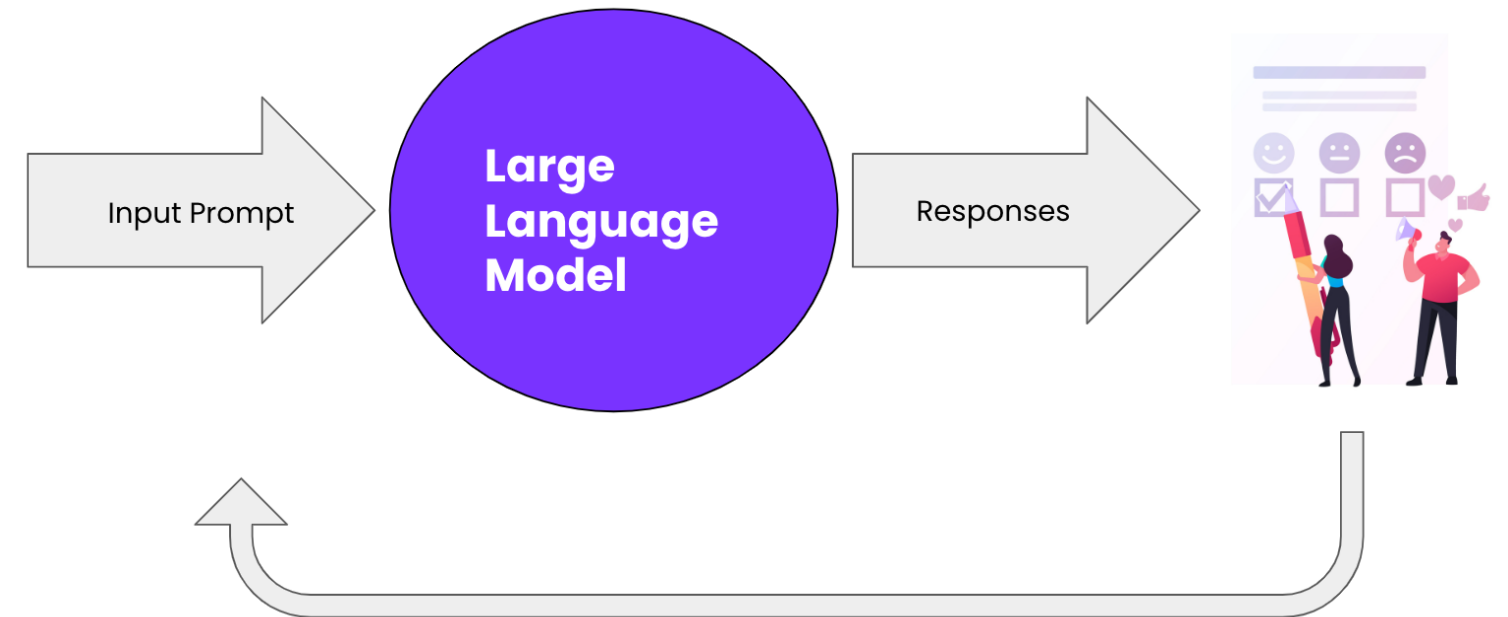 Input Prompt
Large
Language
Model
Responses